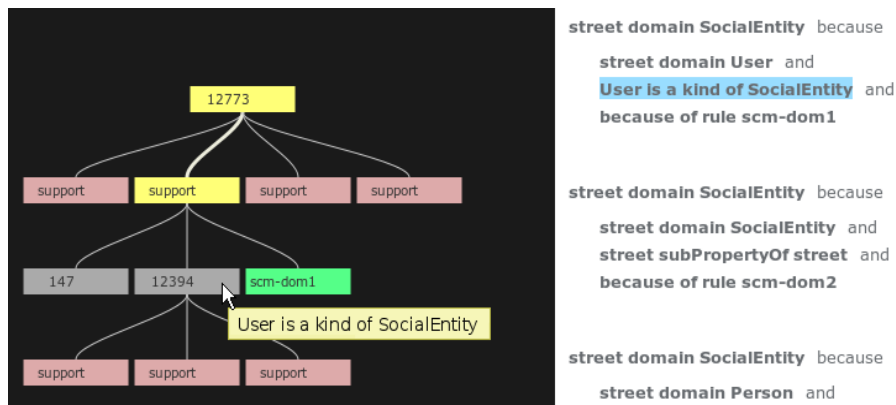 12773
support support support support
147 12394 scm-dom1
User is a kind of SocialEntity
support support support
street domain SocialEntity because
street domain User and
User is a kind of SocialEntity and
because of rule scm-dom1
street domain SocialEntity because
street domain SocialEntity and
street subPropertyOf street and
because of rule scm-dom2
street domain SocialEntity because
street domain Person and